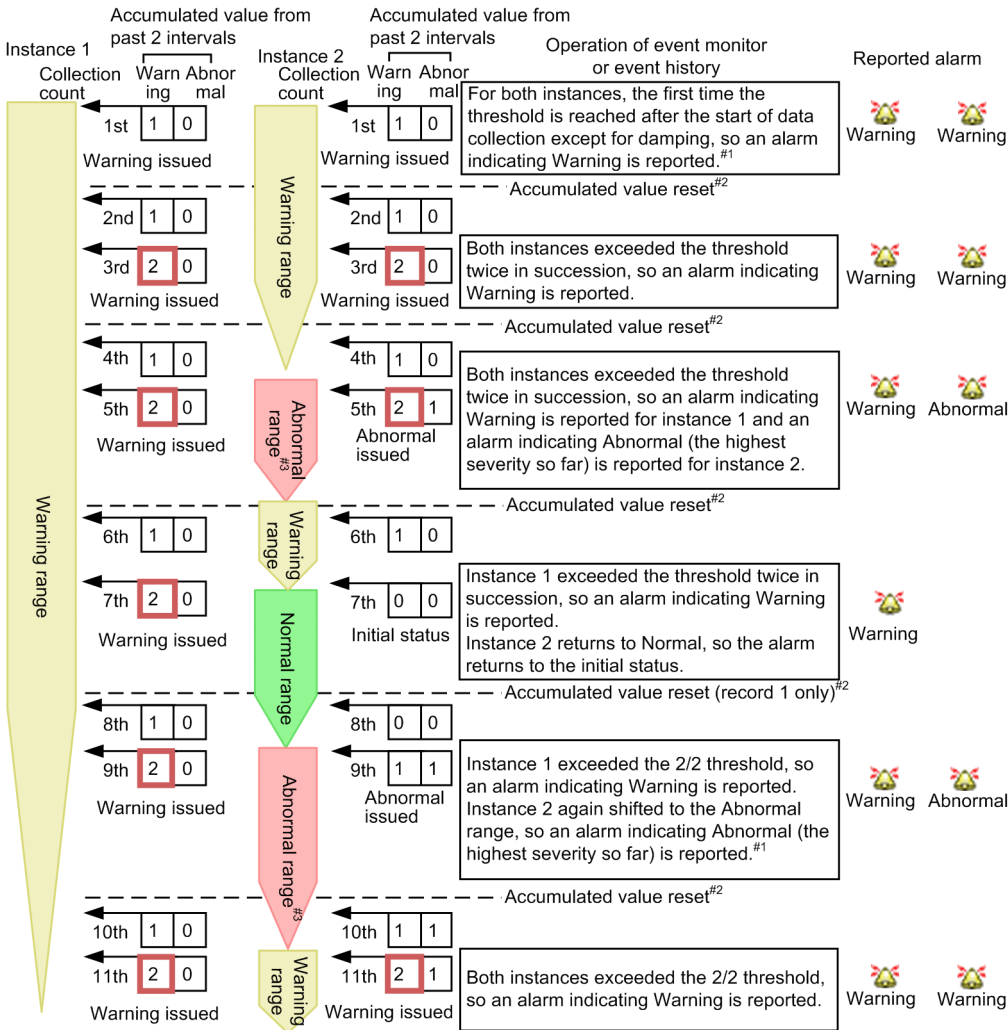 Accumulated value from
past 2 intervals
Accumulated value from
past 2 intervals
Instance 1
Instance 2
Operation of event monitor
or event history
Reported alarm
Collection
count
Warn
ing
Abnor
mal
Collection
count
Warn
ing
Abnor
mal
1st 1 0
Warning issued
1st 1 0
Warning issued
For both instances, the first time the
threshold is reached after the start of data
collection except for damping, so an alarm
indicating Warning is reported.#1
Warning Warning
Accumulated value reset#2
2nd 1 0
2nd 1 0
3rd 2 0
Warning issued
3rd 2 0
Warning issued
Warning range
Both instances exceeded the threshold
twice in succession, so an alarm indicating
Warning is reported.
Warning Warning
Accumulated value reset#2
4th 1 0
4th 1 0
5th 2 0
Warning issued
Abnormal
range#3
5th 2 1
Abnormal
issued
Both instances exceeded the threshold
twice in succession, so an alarm indicating
Warning is reported for instance 1 and an
alarm indicating Abnormal (the highest
severity so far) is reported for instance 2.
Warning Abnormal
Accumulated value reset#2
Warning range
6th 1 0
Warning
range
6th 1 0
7th 2 0
Warning issued
7th 0 0
Initial status
Normal range
Instance 1 exceeded the threshold twice in
succession, so an alarm indicating Warning
is reported.
Instance 2 returns to Normal, so the alarm
returns to the initial status.
Warning
Accumulated value reset (record 1 only)#2
8th 1 0
8th 0 0
9th 2 0
Warning issued
Abnormal range#3
9th 1 1
Abnormal
issued
Instance 1 exceeded the 2/2 threshold, so
an alarm indicating Warning is reported.
Instance 2 again shifted to the Abnormal
range, so an alarm indicating Abnormal (the
highest severity so far) is reported.#1
Warning Abnormal
Accumulated value reset#2
10th 1 0
10th 1 1
11th 2 0
Warning issued
Warning
range
11th 2 1
Warning issued
Both instances exceeded the 2/2 threshold,
so an alarm indicating Warning is reported.
Warning Warning